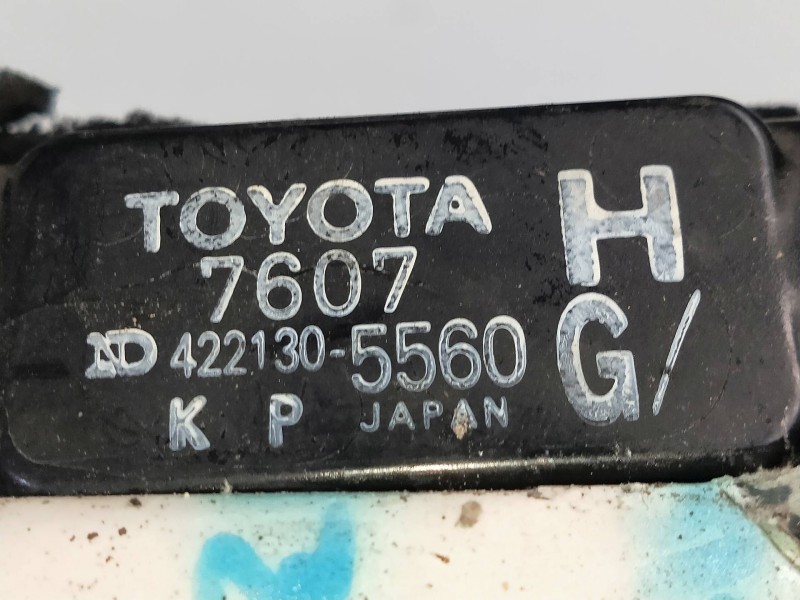 TOYOTA H
7607
ND 422130-5560 G/
K P JAPAN